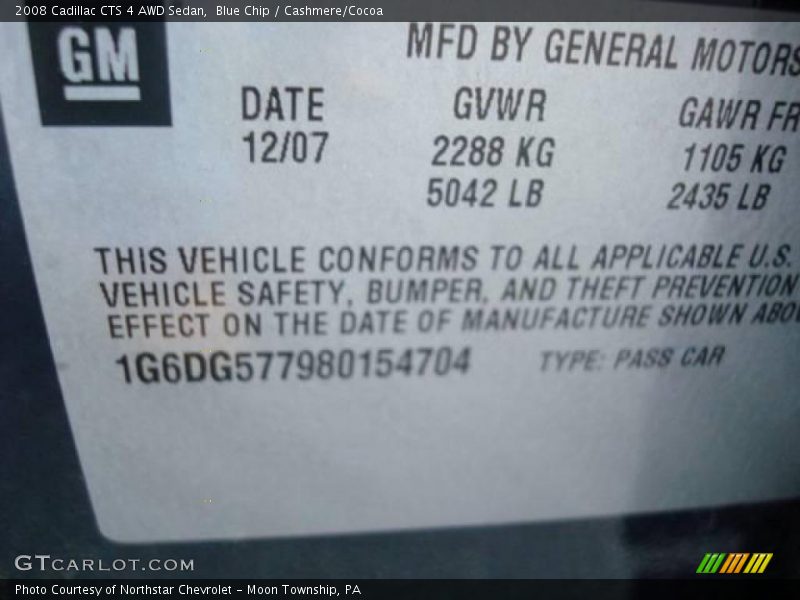 2008 Cadillac CTS 4 AWD Sedan, Blue Chip / Cashmere/Cocoa
GM
MFD BY GENERAL MOTORS
DATE GVWR GAWR FR
12/07 2288 KG 1105 KG
5042 LB 2435 LB
THIS VEHICLE CONFORMS TO ALL APPLICABLE U.S.
VEHICLE SAFETY, BUMPER, AND THEFT PREVENTION
EFFECT ON THE DATE OF MANUFACTURE SHOWN ABOV
1G6DG577980154704 TYPE: PASS CAR
GTCARLOT.COM
Photo Courtesy of Northstar Chevrolet - Moon Township, PA